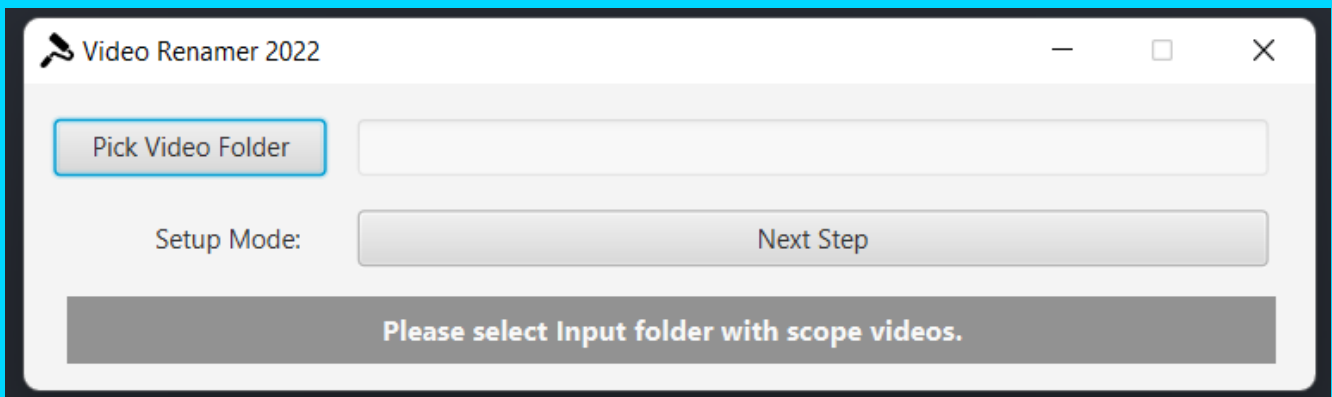 Video Renamer 2022
Pick Video Folder
Setup Mode: Next Step
Please select Input folder with scope videos.